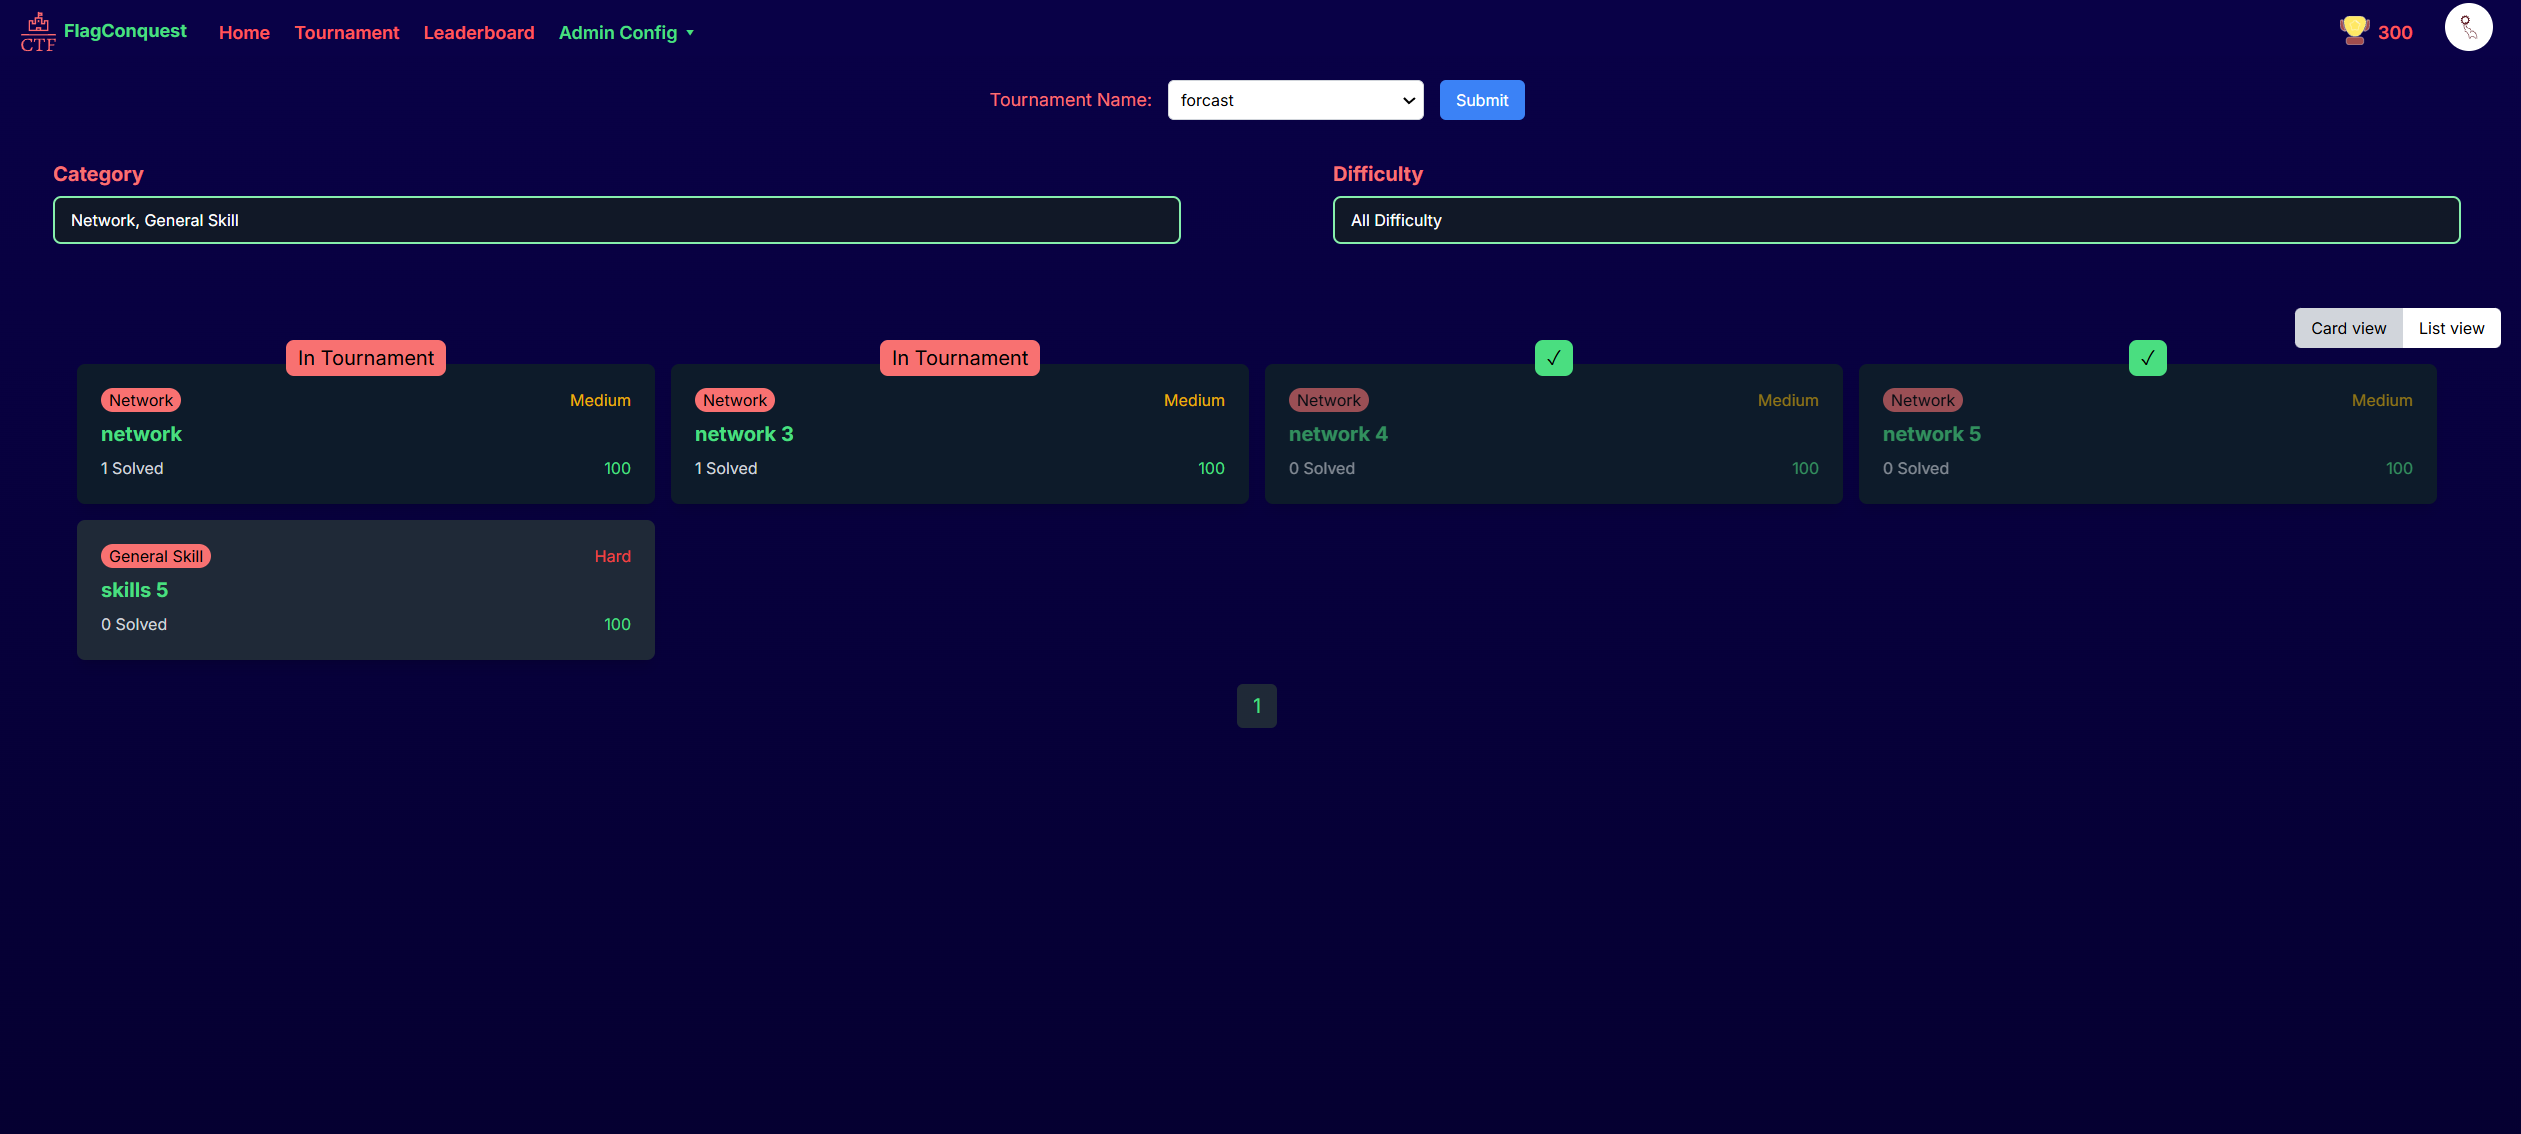 CTF FlagConquest Home Tournament Leaderboard Admin Config 300
Tournament Name: forcast Submit
Category Difficulty
Network, General Skill All Difficulty
Card view List view
In Tournament In Tournament ✓ ✓
Network Medium Network Medium Network Medium Network Medium
network network 3 network 4 network 5
1 Solved 100 1 Solved 100 0 Solved 100 0 Solved 100
General Skill Hard
skills 5
0 Solved 100
1